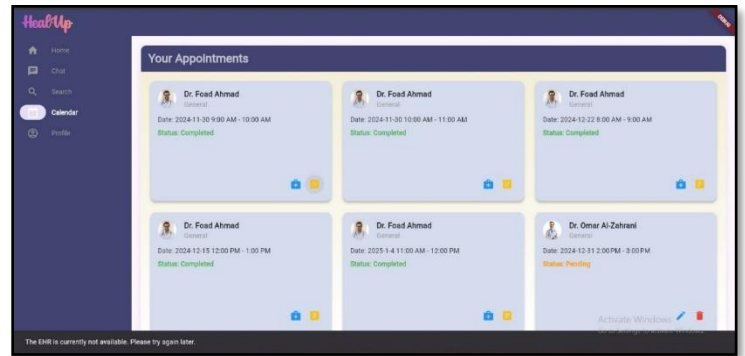 HealUp
Home
Your Appointments
Chat
Search
Calendar
Profile
Dr. Foad Ahmad
General
Date: 2024-11-30 9:00 AM - 10:00 AM
Status: Completed
Dr. Foad Ahmad
General
Date: 2024-11-30 10:00 AM - 11:00 AM
Status: Completed
Dr. Foad Ahmad
General
Date: 2024-12-22 8:00 AM - 9:00 AM
Status: Completed
Dr. Foad Ahmad
General
Date: 2024-12-15 12:00 PM - 1:00 PM
Status: Completed
Dr. Foad Ahmad
General
Date: 2025-1-4 11:00 AM - 12:00 PM
Status: Completed
Dr. Omar Al-Zahrani
General
Date: 2024-12-31 2:00 PM - 3:00 PM
Status: Pending
Activate Windows
The EHR is currently not available. Please try again later.